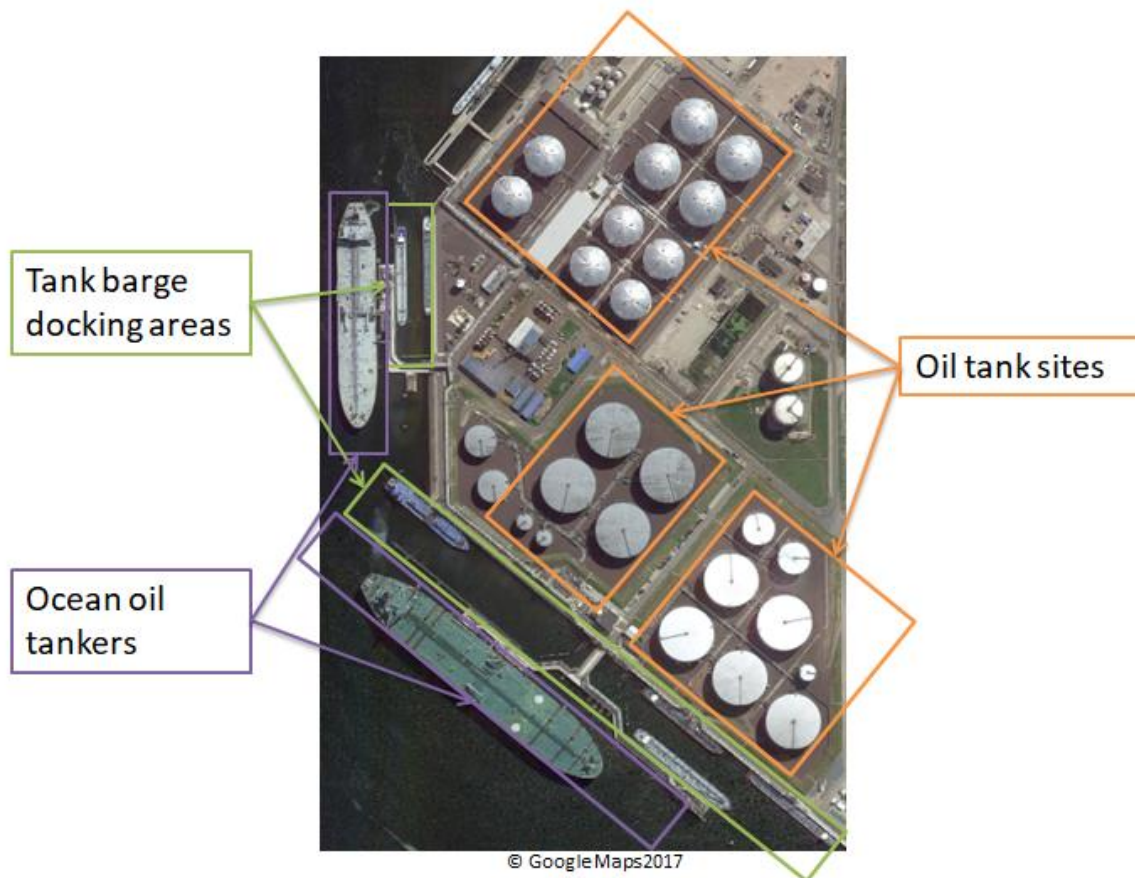 Tank barge
docking areas
Oil tank sites
Ocean oil
tankers
© GoogleMaps2017